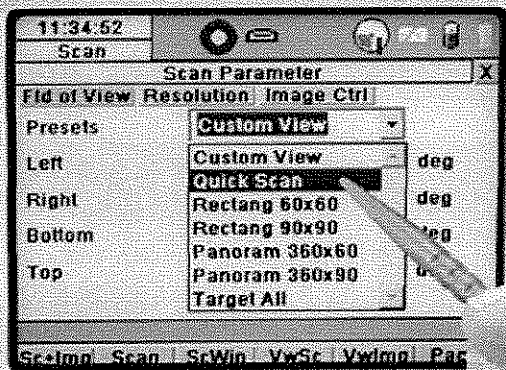 11:34:52
Scan
Scan Parameter X
Fld of View Resolution Image Ctrl
Presets Custom View
Left Custom View deg
Quick Scan
Right Rectang 60x60 deg
Bottom Rectang 90x90 deg
Panoram 360x60
Top Panoram 360x90
Target All
Sc+Img Scan ScWin VwSc VwImg